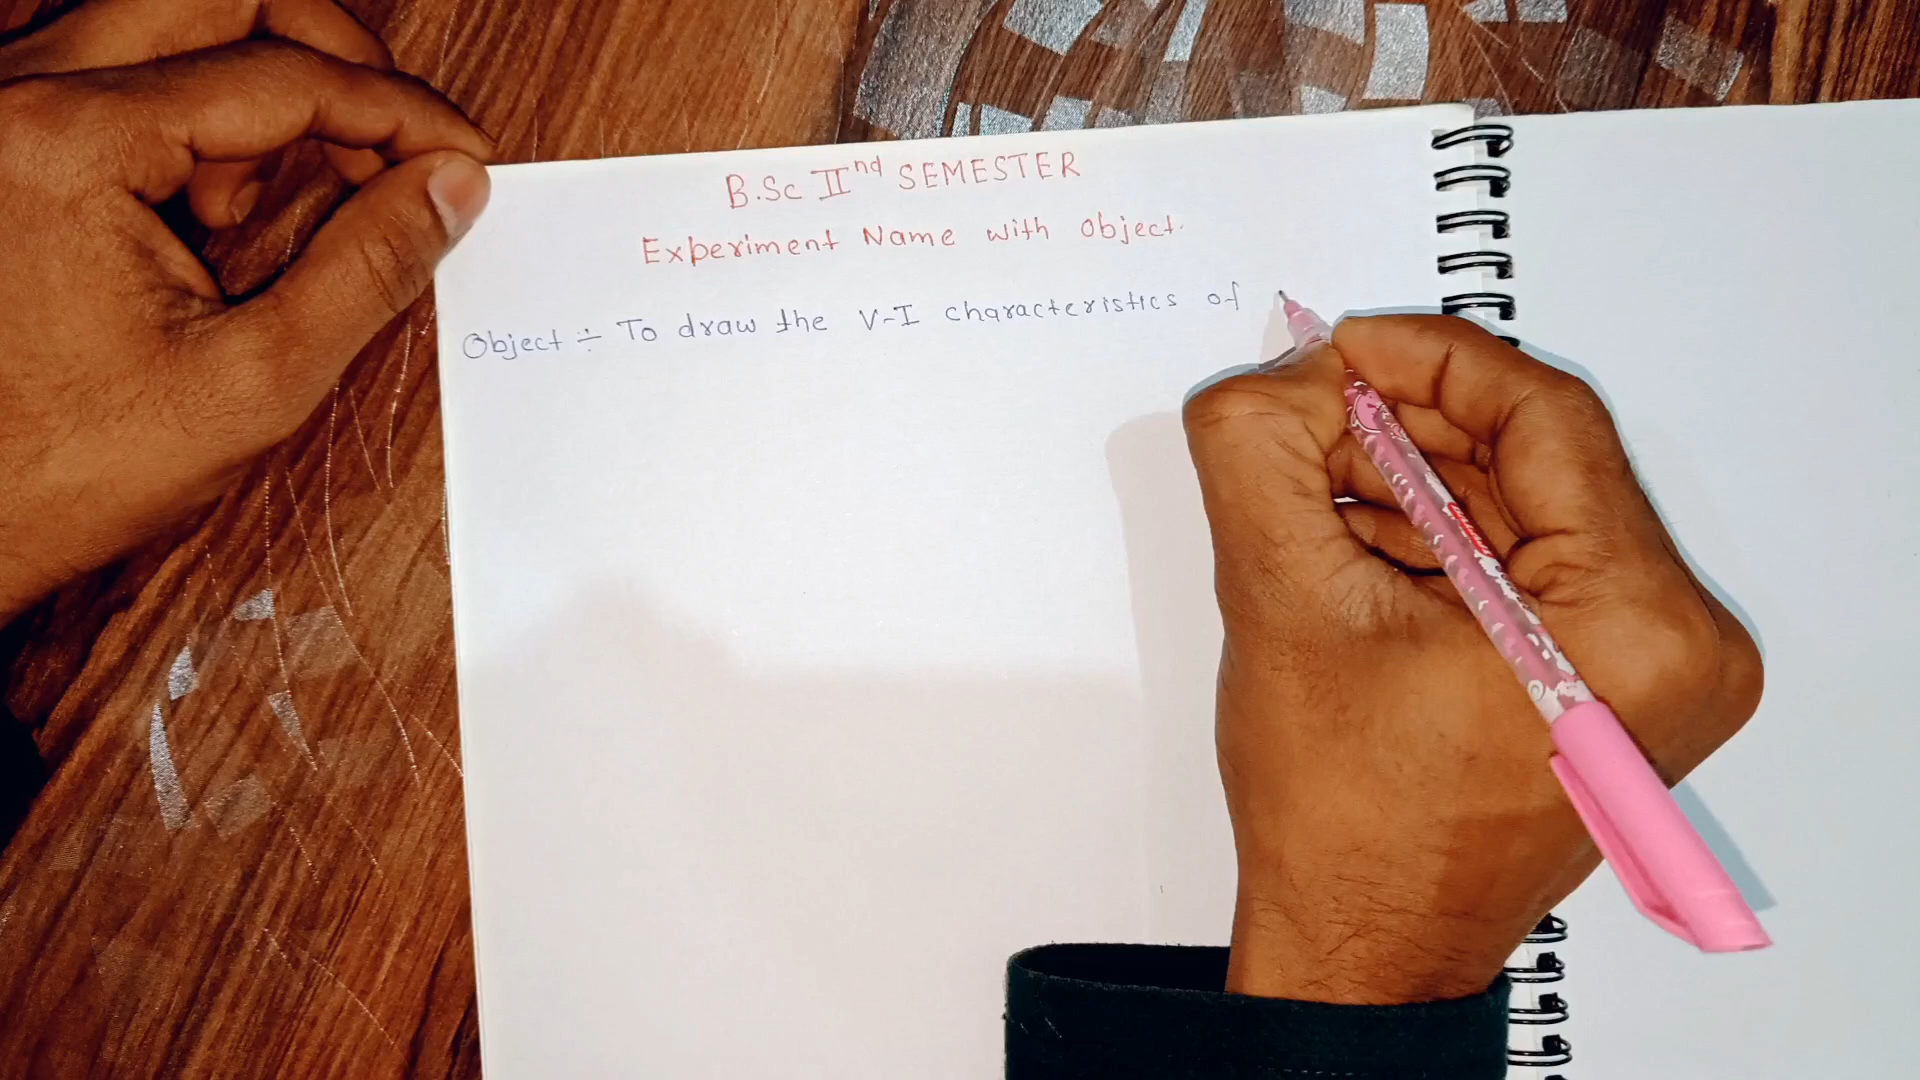 B.Sc IInd SEMESTER
Experiment Name with object.
Object ÷ To draw the V-I characteristics of